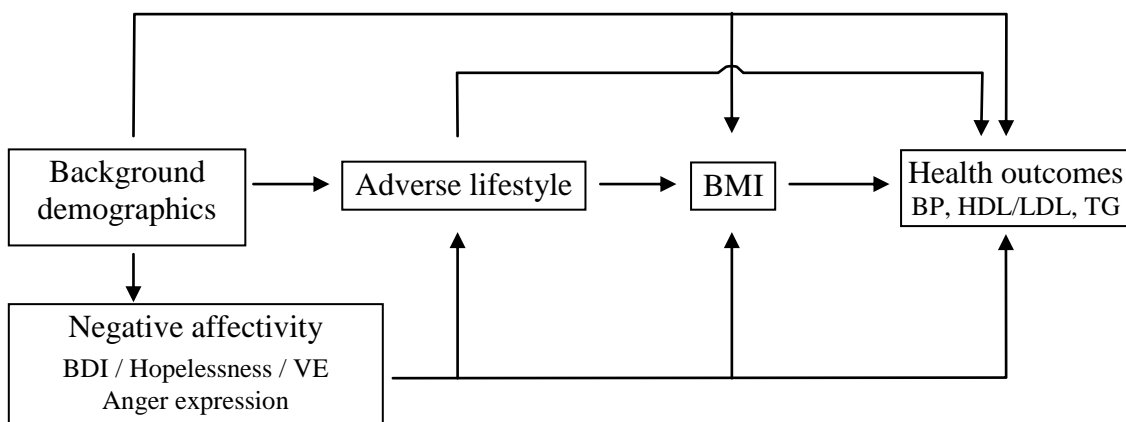 Background
demographics
Adverse lifestyle
BMI
Health outcomes
BP, HDL/LDL, TG
Negative affectivity
BDI / Hopelessness / VE
Anger expression